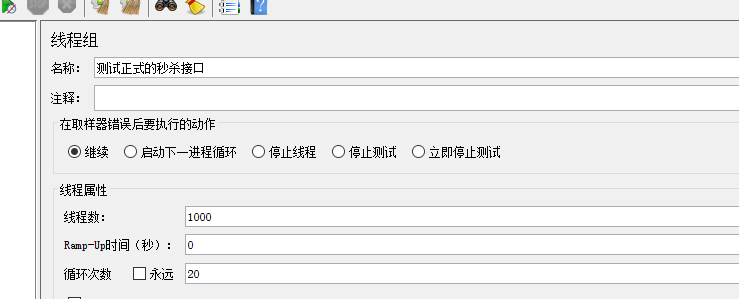 线程组
名称： 测试正式的秒杀接口
注释：
在取样器错误后要执行的动作
继续 启动下一进程循环 停止线程 停止测试 立即停止测试
线程属性
线程数： 1000
Ramp-Up时间（秒）： 0
循环次数 永远 20